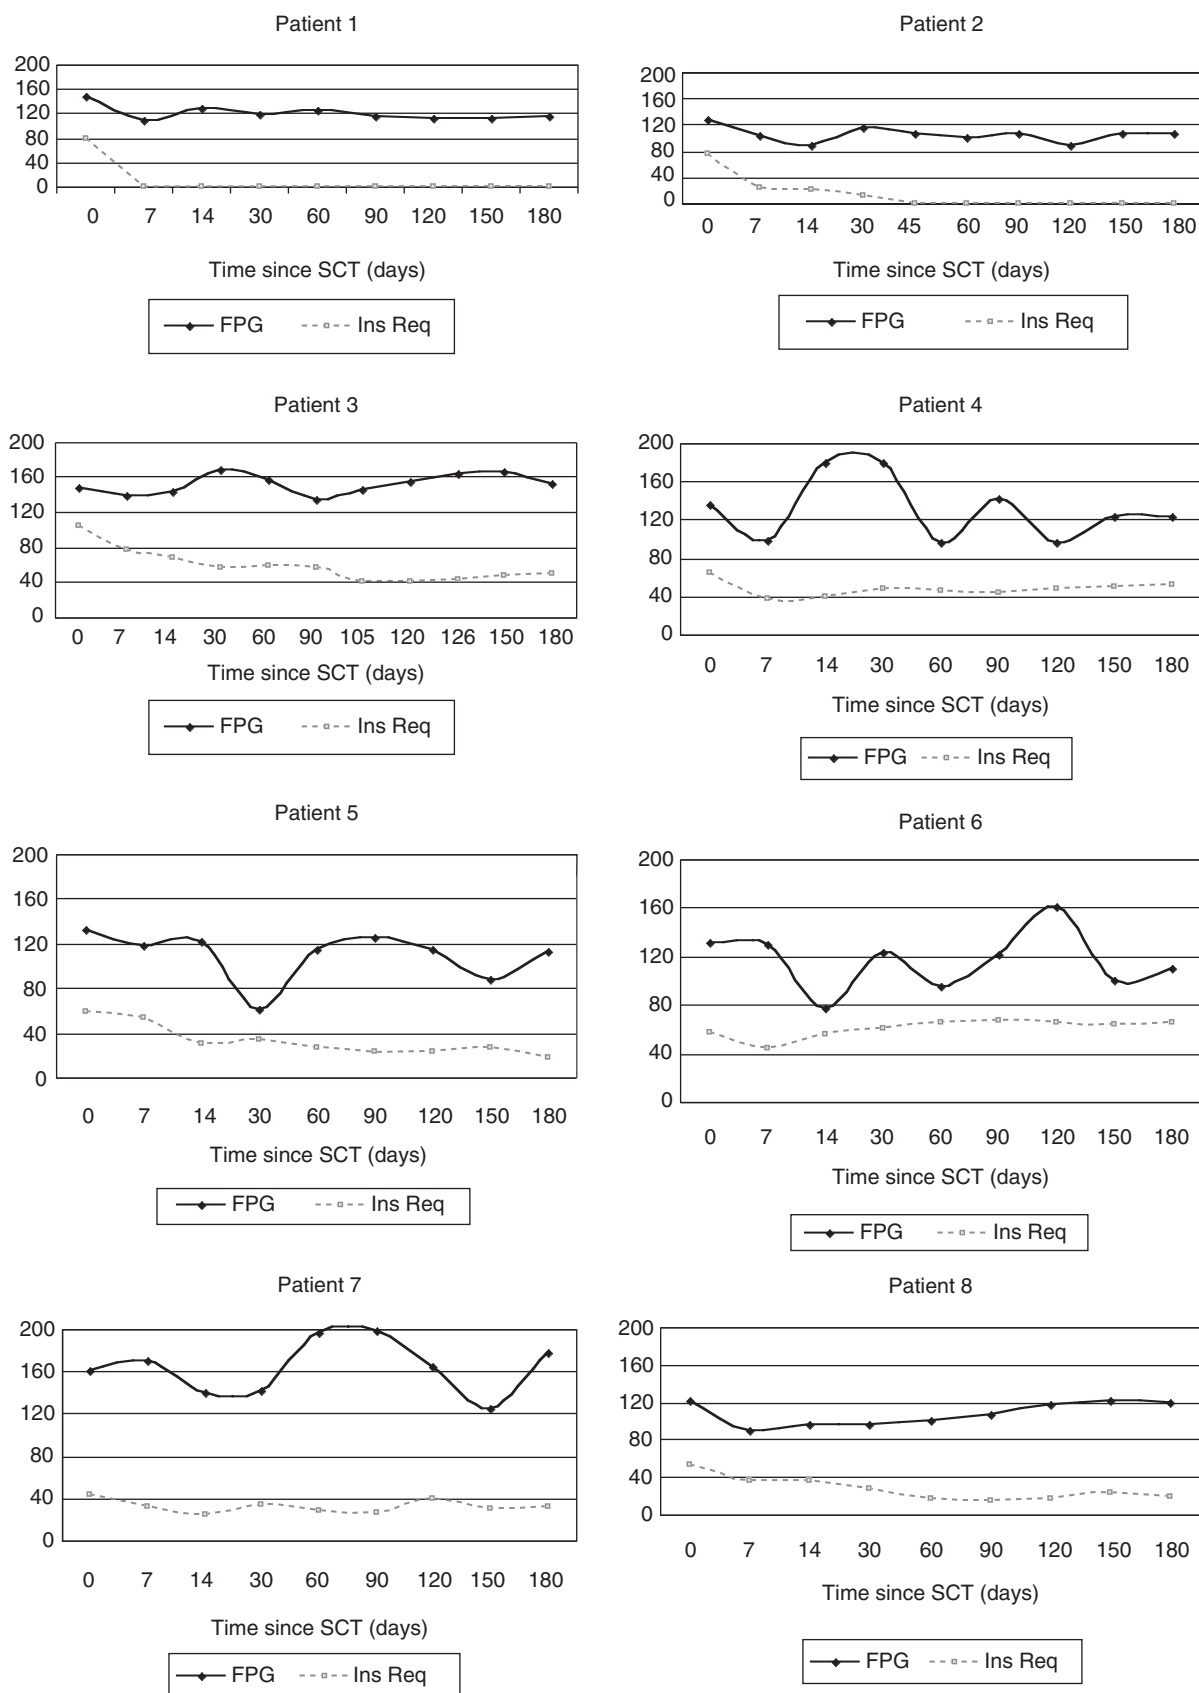 Patient 1
200
160
120
80
40
0
0 7 14 30 60 90 120 150 180
Time since SCT (days)
FPG Ins Req
Patient 2
200
160
120
80
40
0
0 7 14 30 45 60 90 120 150 180
Time since SCT (days)
FPG Ins Req
Patient 3
200
160
120
80
40
0
0 7 14 30 60 90 105 120 126 150 180
Time since SCT (days)
FPG Ins Req
Patient 4
200
160
120
80
40
0
0 7 14 30 60 90 120 150 180
Time since SCT (days)
FPG Ins Req
Patient 5
200
160
120
80
40
0
0 7 14 30 60 90 120 150 180
Time since SCT (days)
FPG Ins Req
Patient 6
200
160
120
80
40
0
0 7 14 30 60 90 120 150 180
Time since SCT (days)
FPG Ins Req
Patient 7
200
160
120
80
40
0
0 7 14 30 60 90 120 150 180
Time since SCT (days)
FPG Ins Req
Patient 8
200
160
120
80
40
0
0 7 14 30 60 90 120 150 180
Time since SCT (days)
FPG Ins Req